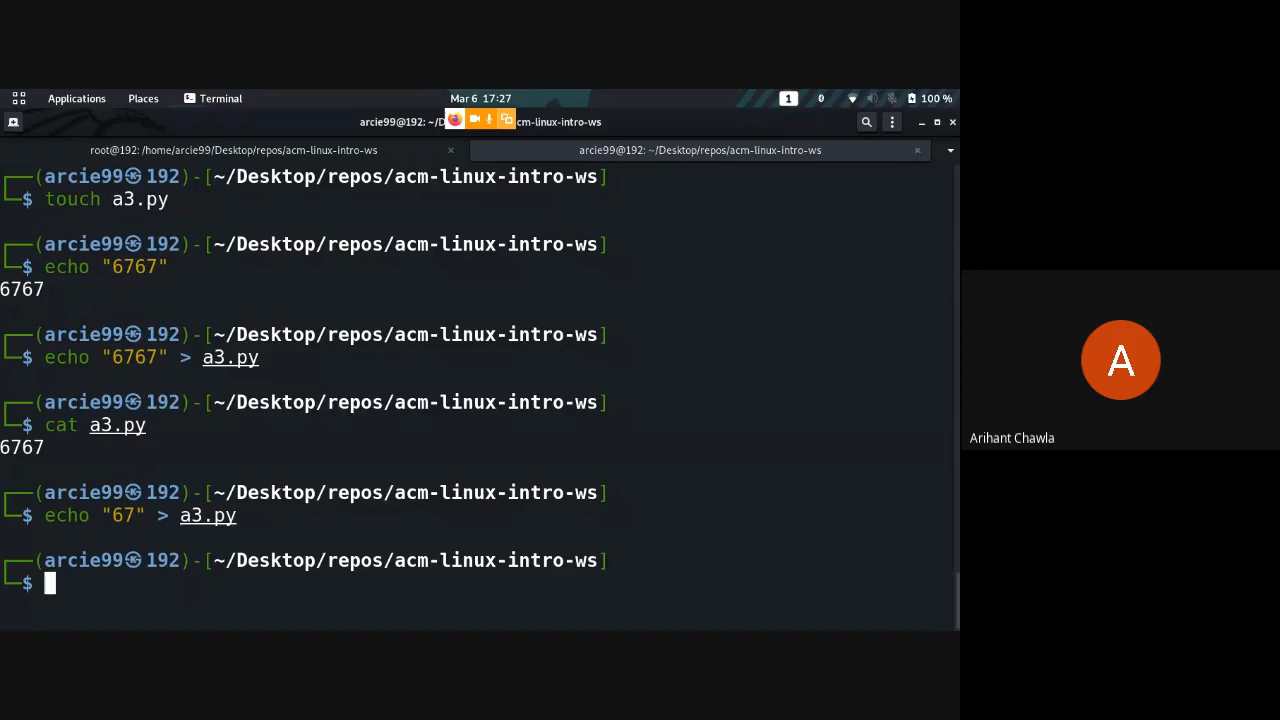 Applications Places Terminal Mar 6 17:27 1 0 100 %
arcie99@192: ~/D cm-linux-intro-ws
root@192: /home/arcie99/Desktop/repos/acm-linux-intro-ws × arcie99@192: ~/Desktop/repos/acm-linux-intro-ws ×
┌──(arcie99㉿192)-[~/Desktop/repos/acm-linux-intro-ws]
└─$ touch a3.py
┌──(arcie99㉿192)-[~/Desktop/repos/acm-linux-intro-ws]
└─$ echo "6767"
6767
┌──(arcie99㉿192)-[~/Desktop/repos/acm-linux-intro-ws]
└─$ echo "6767" > a3.py
┌──(arcie99㉿192)-[~/Desktop/repos/acm-linux-intro-ws]
└─$ cat a3.py
6767
┌──(arcie99㉿192)-[~/Desktop/repos/acm-linux-intro-ws]
└─$ echo "67" > a3.py
┌──(arcie99㉿192)-[~/Desktop/repos/acm-linux-intro-ws]
└─$
A
Arihant Chawla